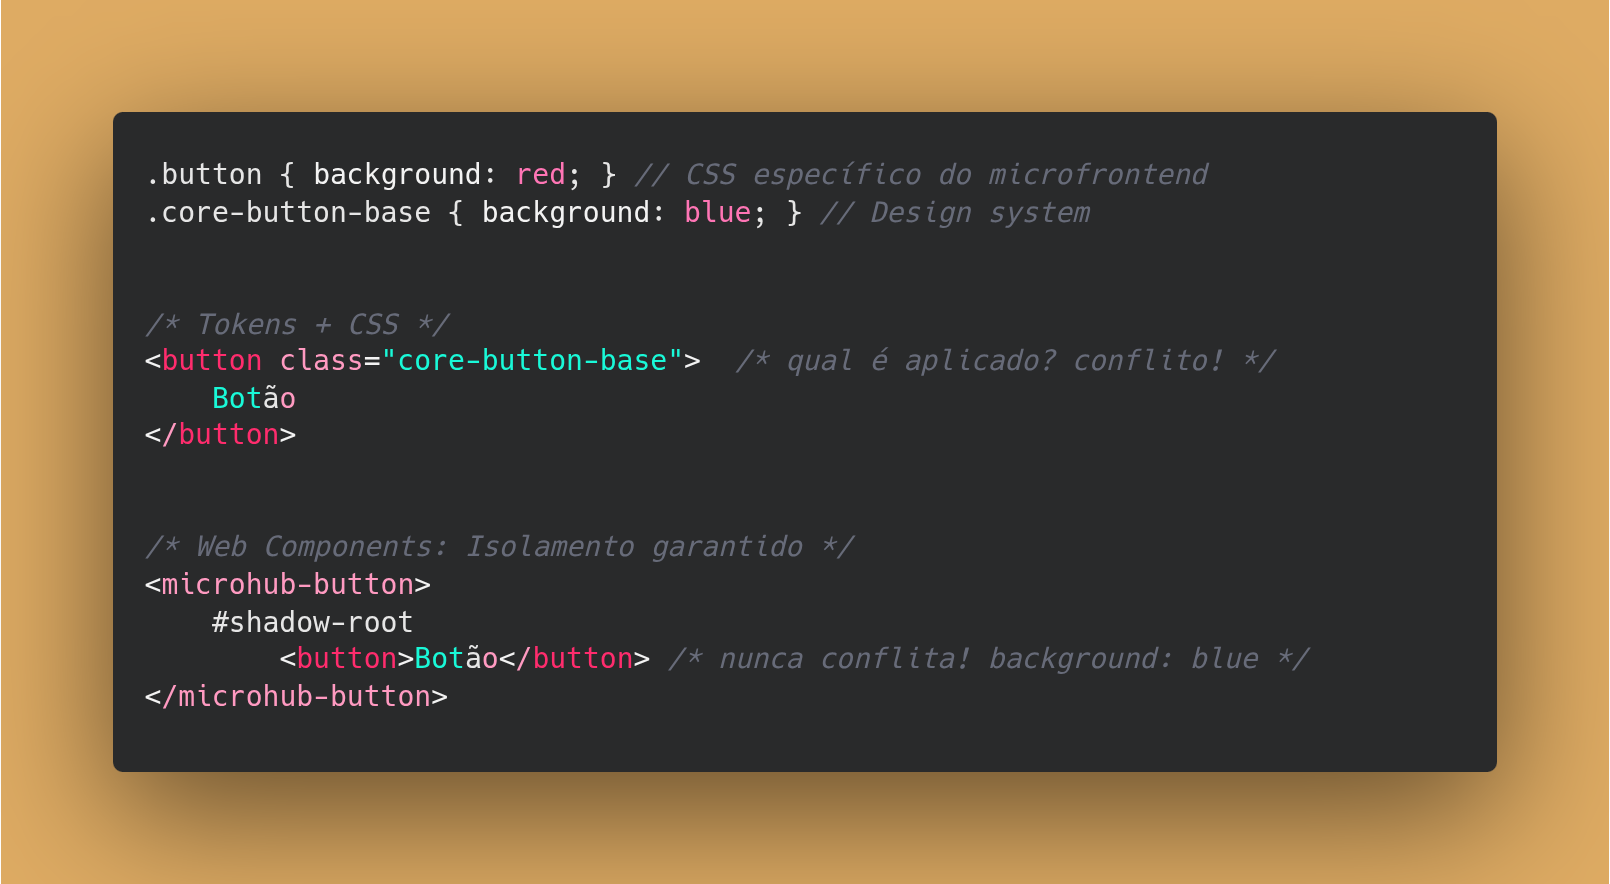 .button { background: red; } // CSS específico do microfrontend
.core-button-base { background: blue; } // Design system
/* Tokens + CSS */
<button class="core-button-base">  /* qual é aplicado? conflito! */
    Botão
</button>
/* Web Components: Isolamento garantido */
<microhub-button>
    #shadow-root
        <button>Botão</button> /* nunca conflita! background: blue */
</microhub-button>